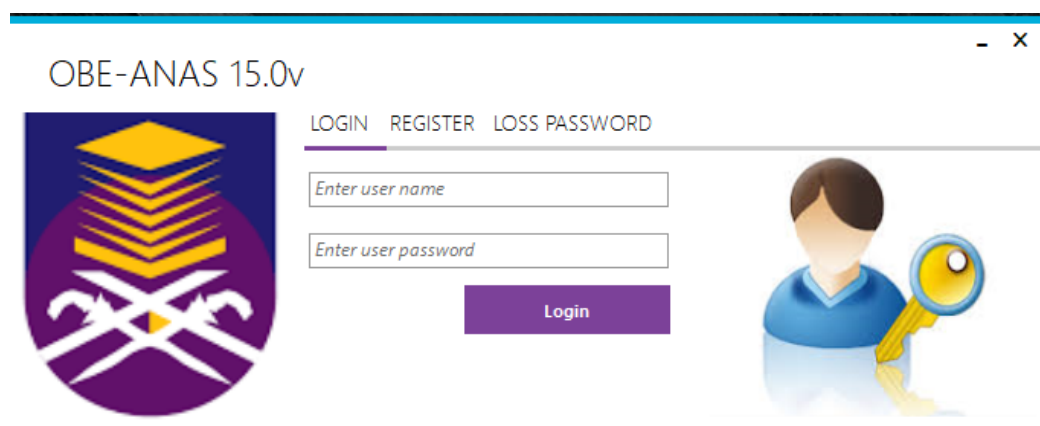 OBE-ANAS 15.0v
LOGIN REGISTER LOSS PASSWORD
Enter user name
Enter user password
Login